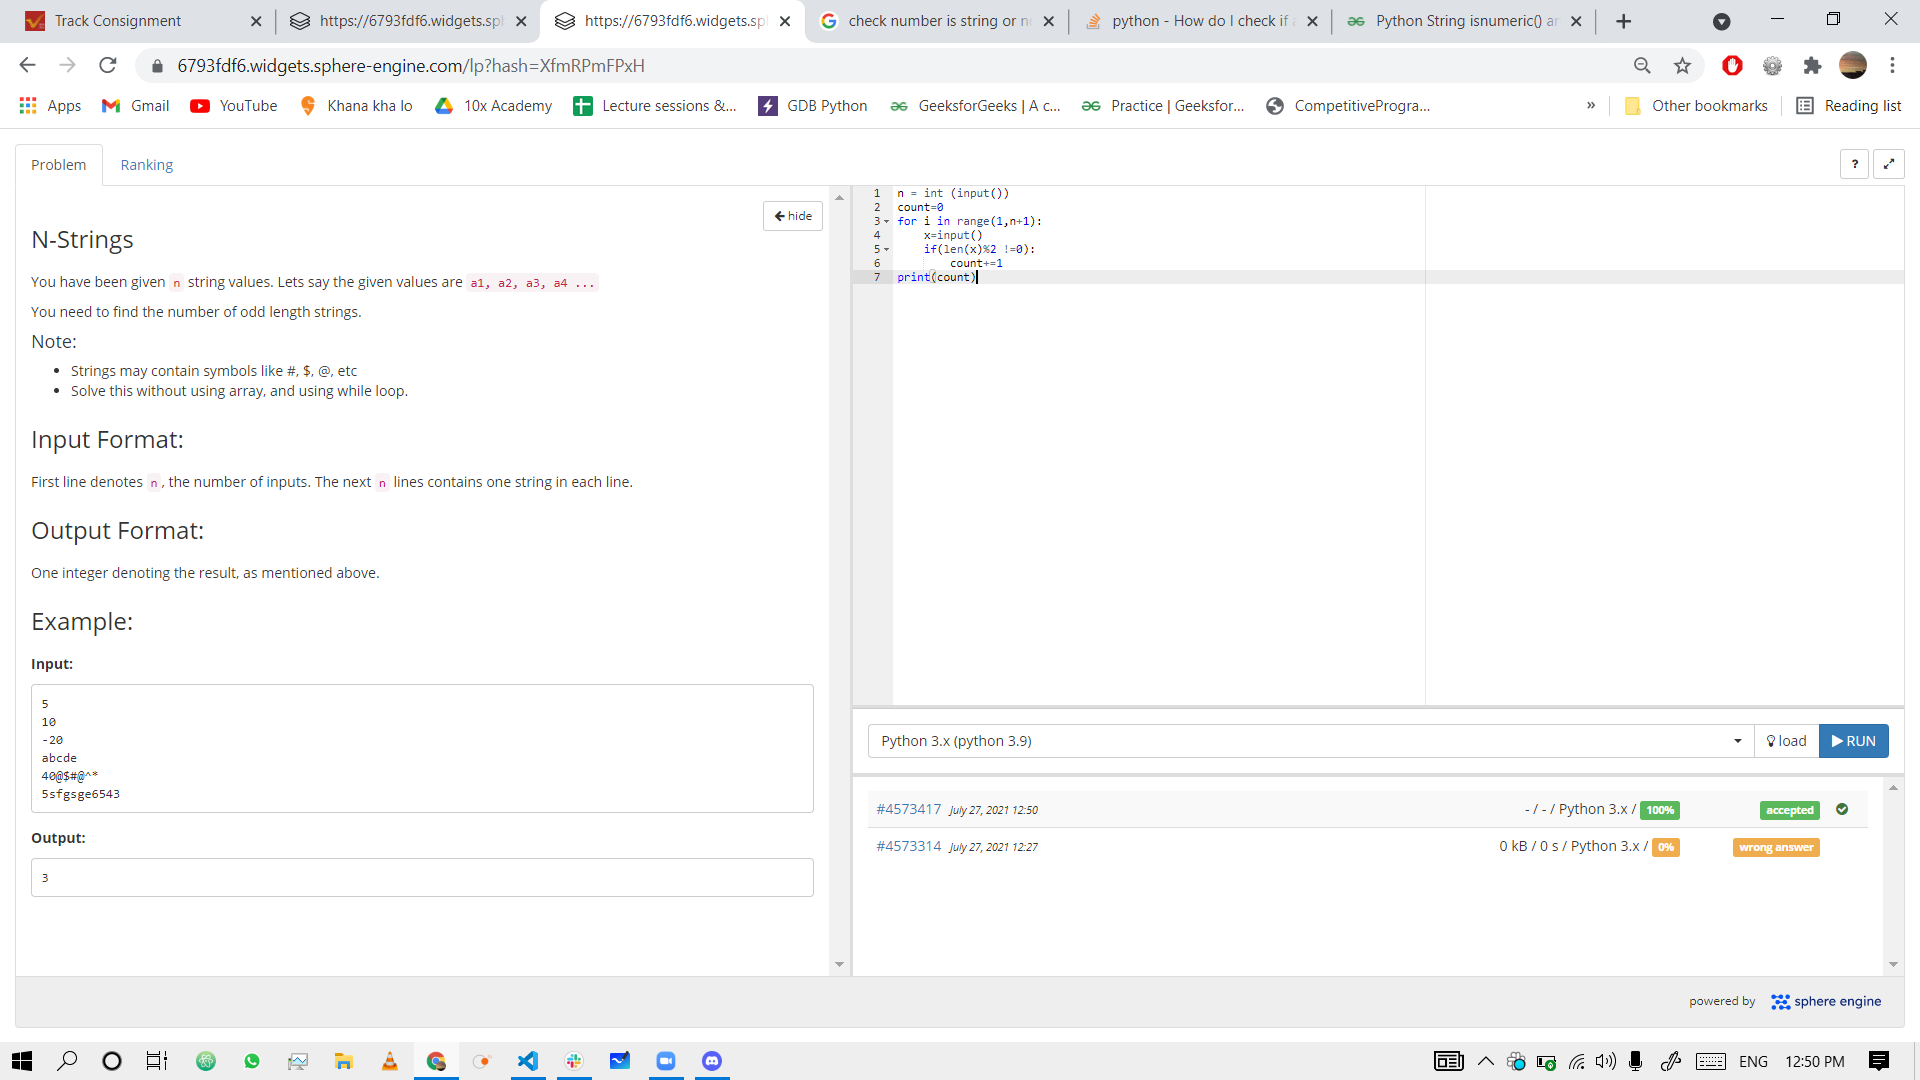 Track Consignment
https://6793fdf6.widgets.sp
https://6793fdf6.widgets.sp
check number is string or n
python - How do I check if
Python String isnumeric() a
6793fdf6.widgets.sphere-engine.com/lp?hash=XfmRPmFPxH
Apps
Gmail
YouTube
Khana kha lo
10x Academy
Lecture sessions &...
GDB Python
GeeksforGeeks | A c...
Practice | Geeksfor...
CompetitiveProgra...
»
Other bookmarks
Reading list
Problem
Ranking
?
hide
N-Strings
You have been given n string values. Lets say the given values are a1, a2, a3, a4 ...
You need to find the number of odd length strings.
Note:
• Strings may contain symbols like #, $, @, etc
• Solve this without using array, and using while loop.
Input Format:
First line denotes n, the number of inputs. The next n lines contains one string in each line.
Output Format:
One integer denoting the result, as mentioned above.
Example:
Input:
5
10
-20
abcde
40@$#@^*
5sfgsge6543
Output:
3
1 n = int (input())
2 count=0
3 for i in range(1,n+1):
4 x=input()
5 if(len(x)%2 !=0):
6 count+=1
7 print(count)
Python 3.x (python 3.9)
load
RUN
#4573417 July 27, 2021 12:50
- / - / Python 3.x / 100%
accepted
#4573314 July 27, 2021 12:27
0 kB / 0 s / Python 3.x / 0%
wrong answer
powered by sphere engine
ENG
12:50 PM